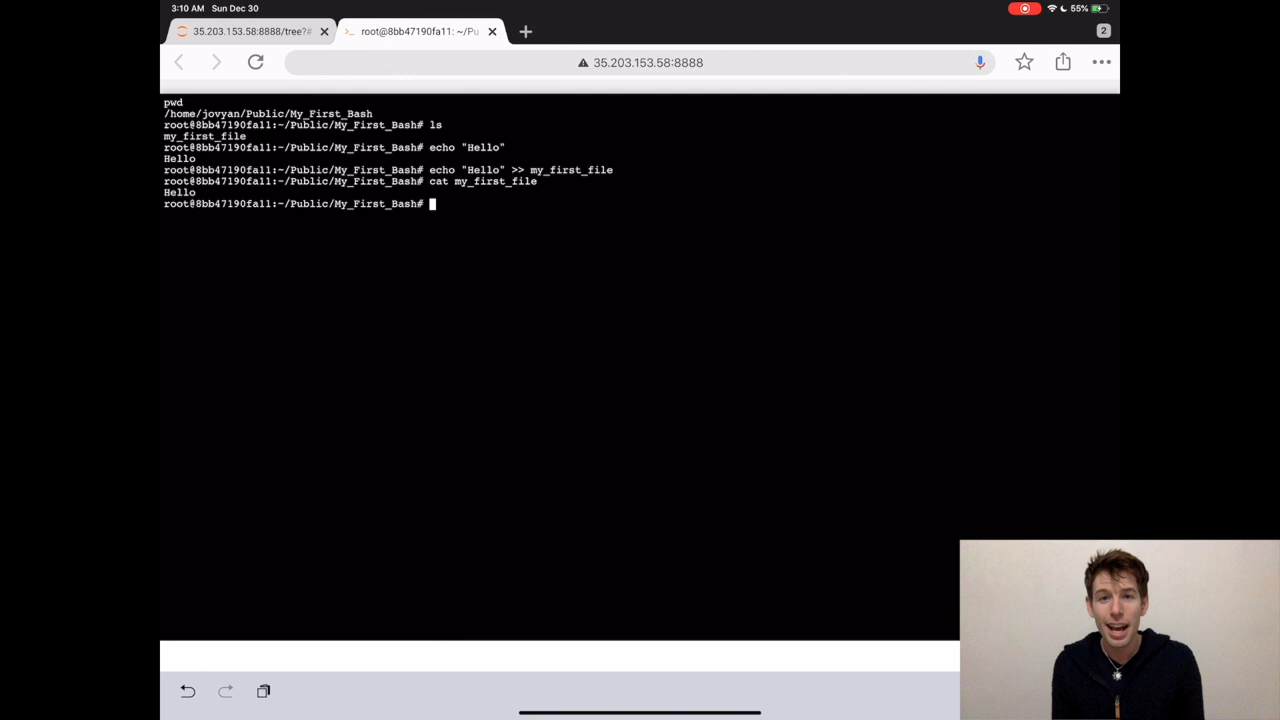 3:10 AM Sun Dec 30
55%
35.203.153.58:8888/tree?#
root@8bb47190fa11: ~/Pu
2
35.203.153.58:8888
pwd
/home/jovyan/Public/My_First_Bash
root@8bb47190fa11:~/Public/My_First_Bash# ls
my_first_file
root@8bb47190fa11:~/Public/My_First_Bash# echo "Hello"
Hello
root@8bb47190fa11:~/Public/My_First_Bash# echo "Hello" >> my_first_file
root@8bb47190fa11:~/Public/My_First_Bash# cat my_first_file
Hello
root@8bb47190fa11:~/Public/My_First_Bash#